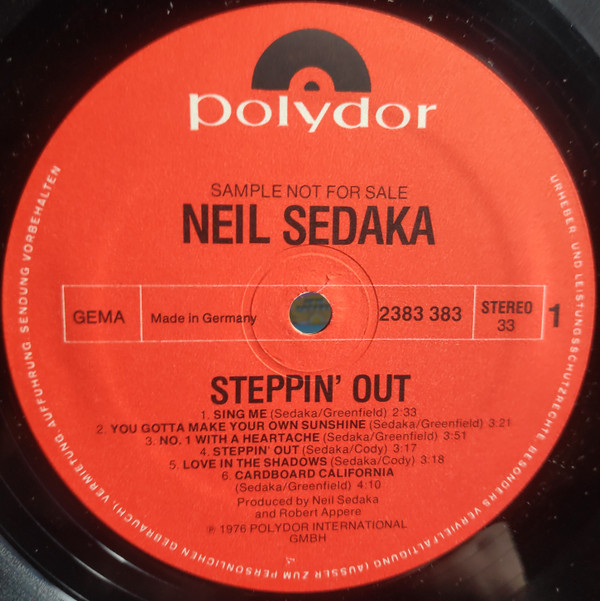 polydor
SAMPLE NOT FOR SALE
NEIL SEDAKA
GEMA
Made in Germany
2383 383
STEREO
33
1
STEPPIN' OUT
1. SING ME (Sedaka/Greenfield) 2:33
2. YOU GOTTA MAKE YOUR OWN SUNSHINE (Sedaka/Greenfield) 3:21
3. NO. 1 WITH A HEARTACHE (Sedaka/Greenfield) 3:51
4. STEPPIN' OUT (Sedaka/Cody) 3:17
5. LOVE IN THE SHADOWS (Sedaka/Cody) 3:18
6. CARDBOARD CALIFORNIA
(Sedaka/Greenfield) 4:10
Produced by Neil Sedaka
and Robert Appere
℗ 1976 POLYDOR INTERNATIONAL
GMBH
URHEBER- UND LEISTUNGSSCHUTZRECHTE, BESONDERS VERVIELFÄLTIGUNG (AUSSER ZUM PERSÖNLICHEN GEBRAUCH), VERMIETUNG, AUFFÜHRUNG, SENDUNG VORBEHALTEN